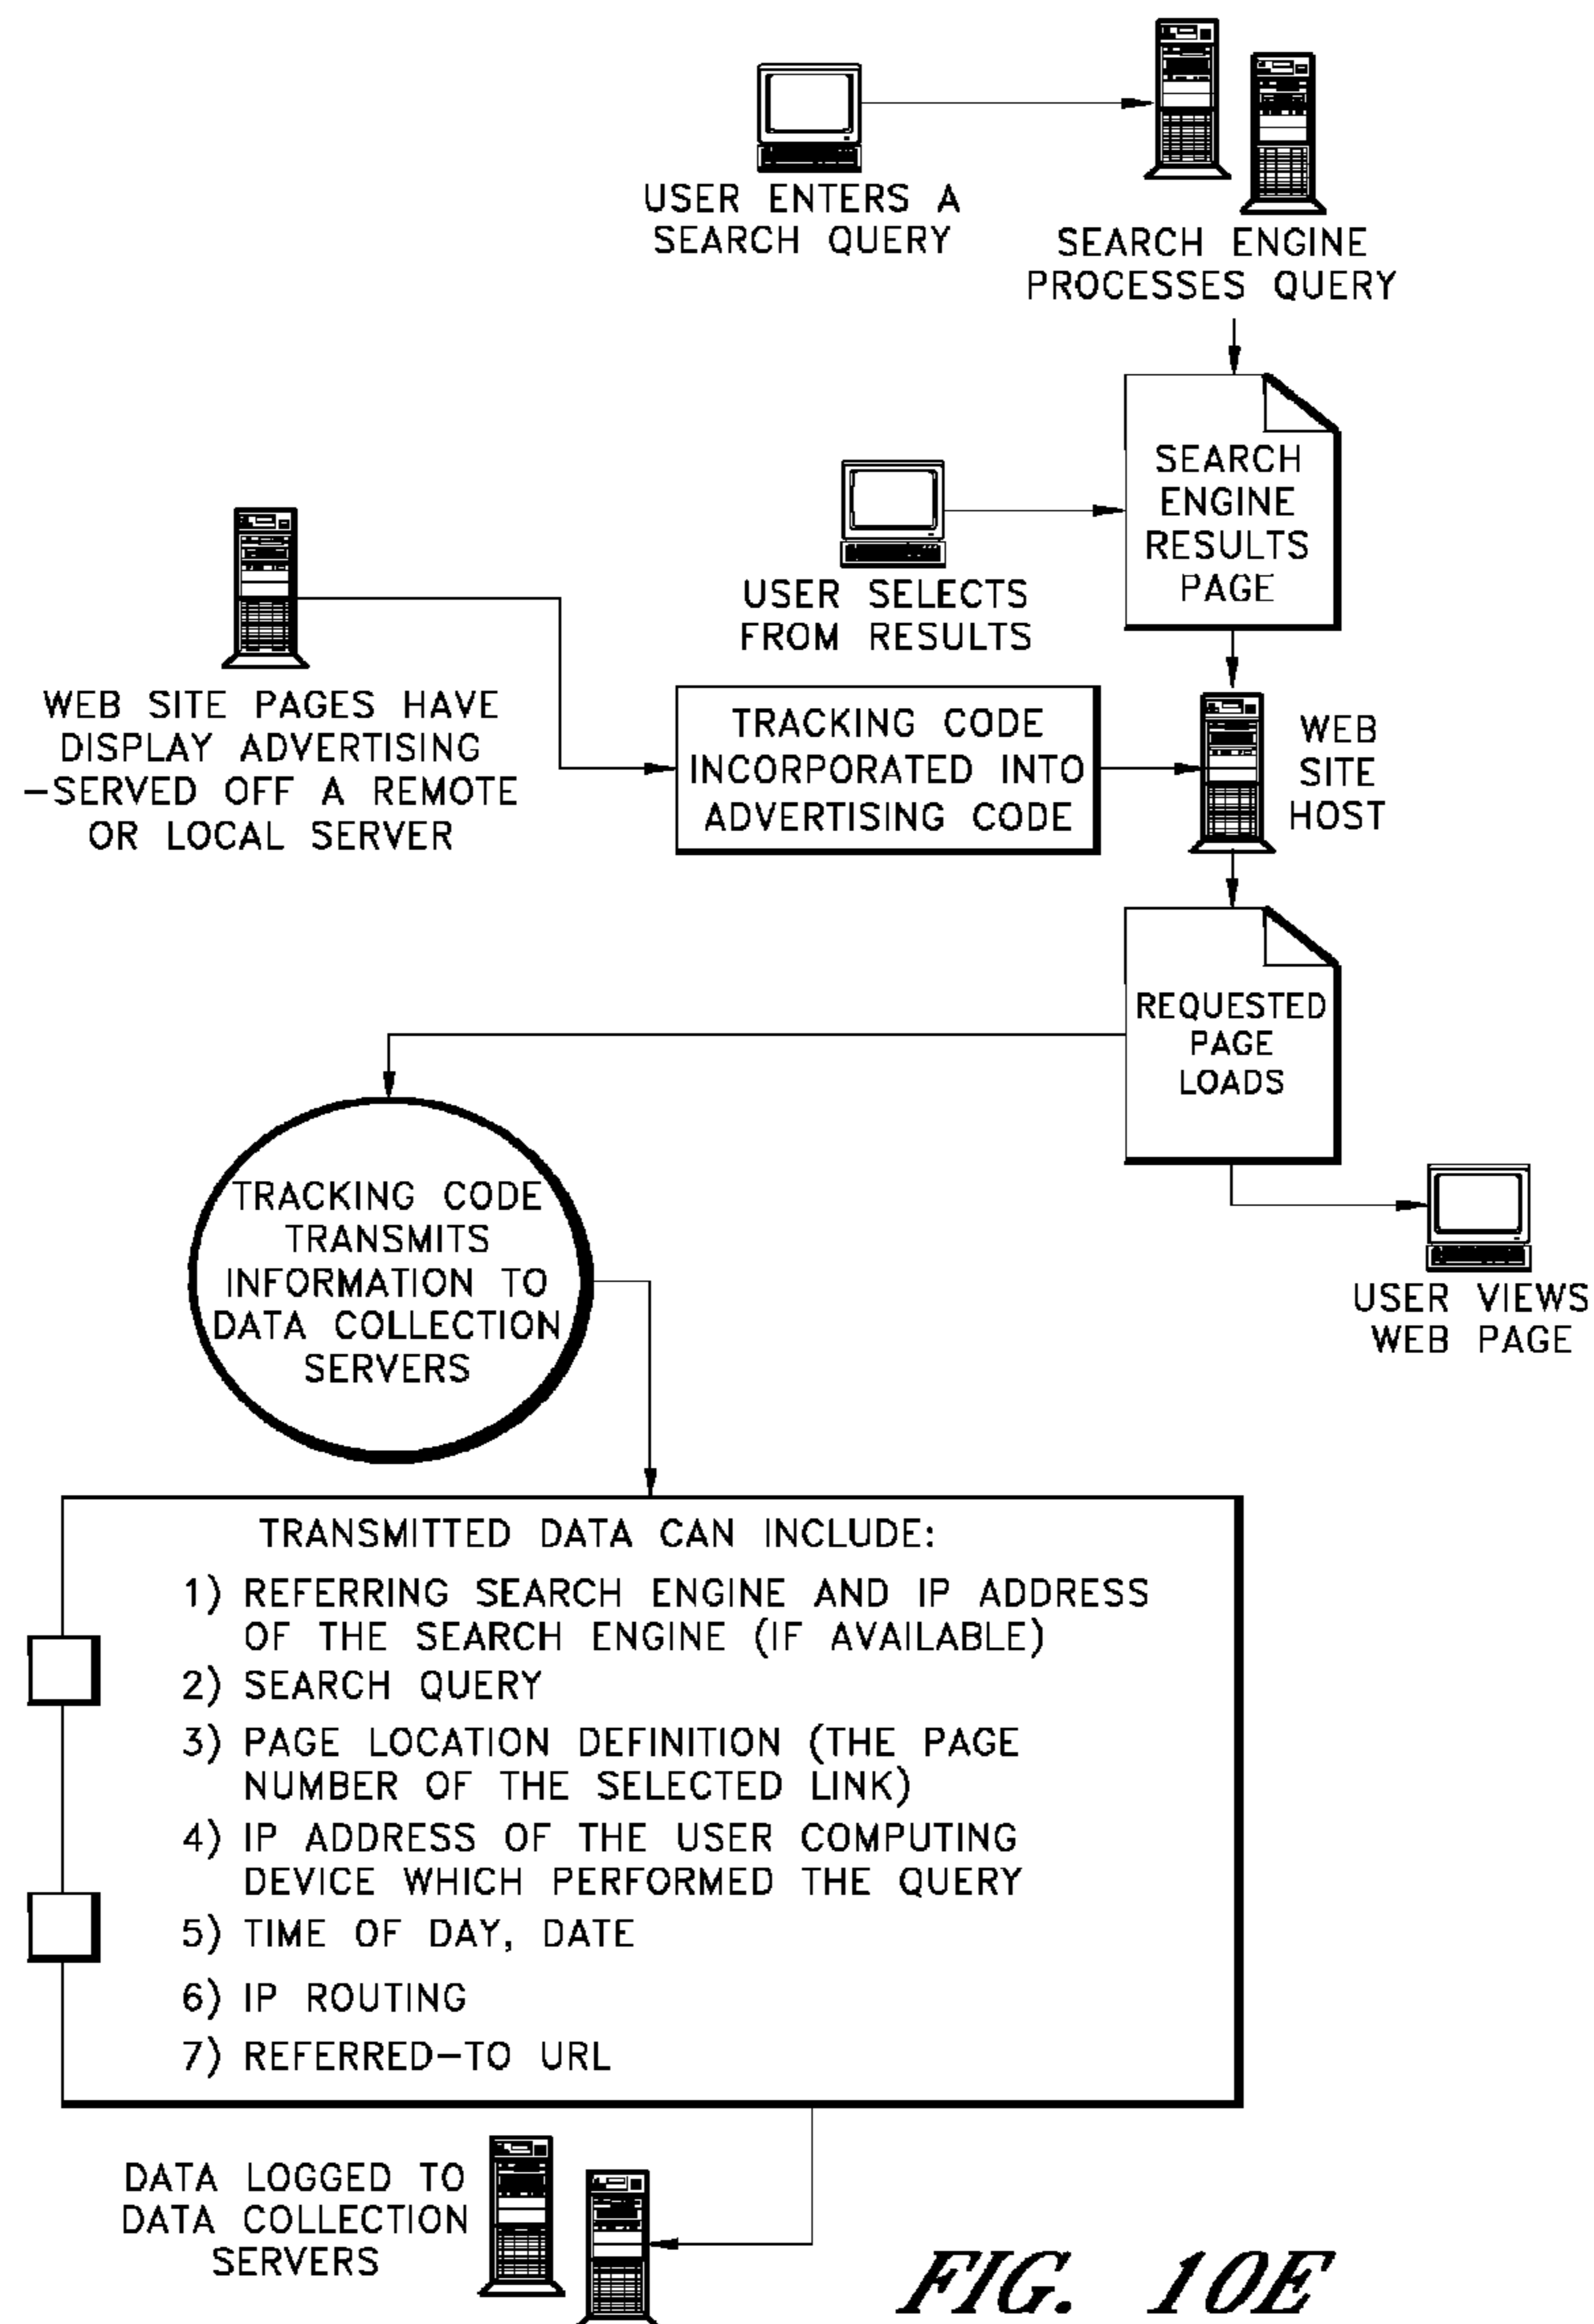 USER ENTERS A
SEARCH QUERY
SEARCH ENGINE
PROCESSES QUERY
SEARCH
ENGINE
RESULTS
PAGE
USER SELECTS
FROM RESULTS
WEB SITE PAGES HAVE
DISPLAY ADVERTISING
-SERVED OFF A REMOTE
OR LOCAL SERVER
TRACKING CODE
INCORPORATED INTO
ADVERTISING CODE
WEB
SITE
HOST
REQUESTED
PAGE
LOADS
TRACKING CODE
TRANSMITS
INFORMATION TO
DATA COLLECTION
SERVERS
USER VIEWS
WEB PAGE
TRANSMITTED DATA CAN INCLUDE:
1) REFERRING SEARCH ENGINE AND IP ADDRESS
OF THE SEARCH ENGINE (IF AVAILABLE)
2) SEARCH QUERY
3) PAGE LOCATION DEFINITION (THE PAGE
NUMBER OF THE SELECTED LINK)
4) IP ADDRESS OF THE USER COMPUTING
DEVICE WHICH PERFORMED THE QUERY
5) TIME OF DAY, DATE
6) IP ROUTING
7) REFERRED-TO URL
DATA LOGGED TO
DATA COLLECTION
SERVERS
FIG. 10E